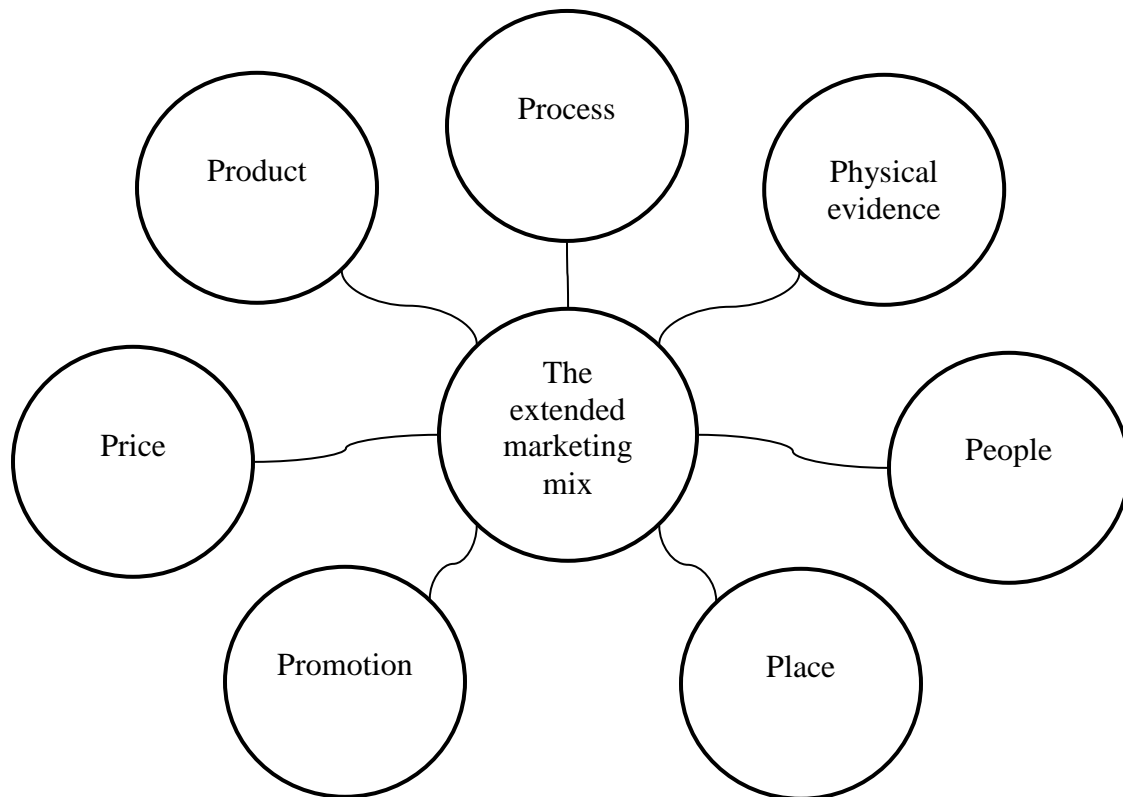 Process
Product
Physical
evidence
The
extended
marketing
mix
Price
People
Promotion
Place